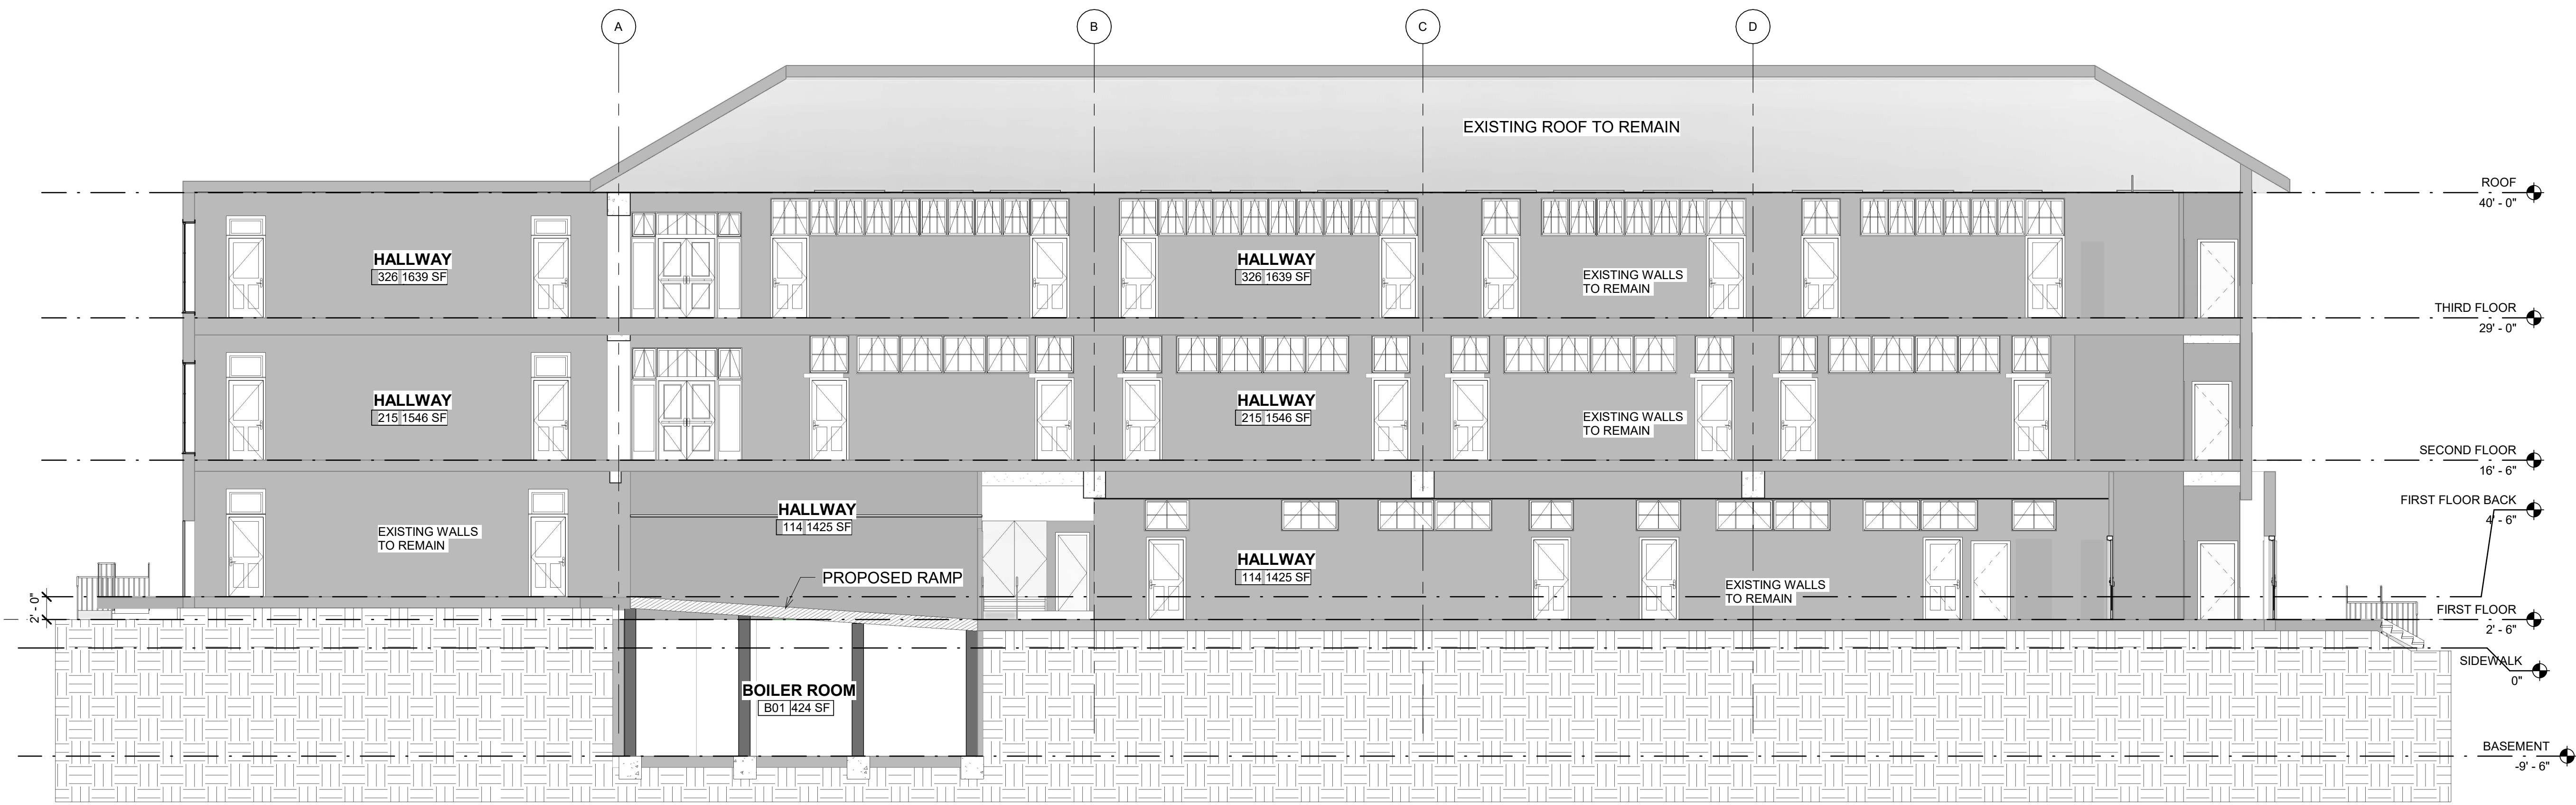 A
B
C
D
EXISTING ROOF TO REMAIN
ROOF
40' - 0"
HALLWAY
326 1639 SF
HALLWAY
326 1639 SF
EXISTING WALLS
TO REMAIN
THIRD FLOOR
29' - 0"
HALLWAY
215 1546 SF
HALLWAY
215 1546 SF
EXISTING WALLS
TO REMAIN
SECOND FLOOR
16' - 6"
FIRST FLOOR BACK
4' - 6"
EXISTING WALLS
TO REMAIN
HALLWAY
114 1425 SF
HALLWAY
114 1425 SF
PROPOSED RAMP
EXISTING WALLS
TO REMAIN
2' - 0"
FIRST FLOOR
2' - 6"
SIDEWALK
0"
BOILER ROOM
B01 424 SF
BASEMENT
-9' - 6"